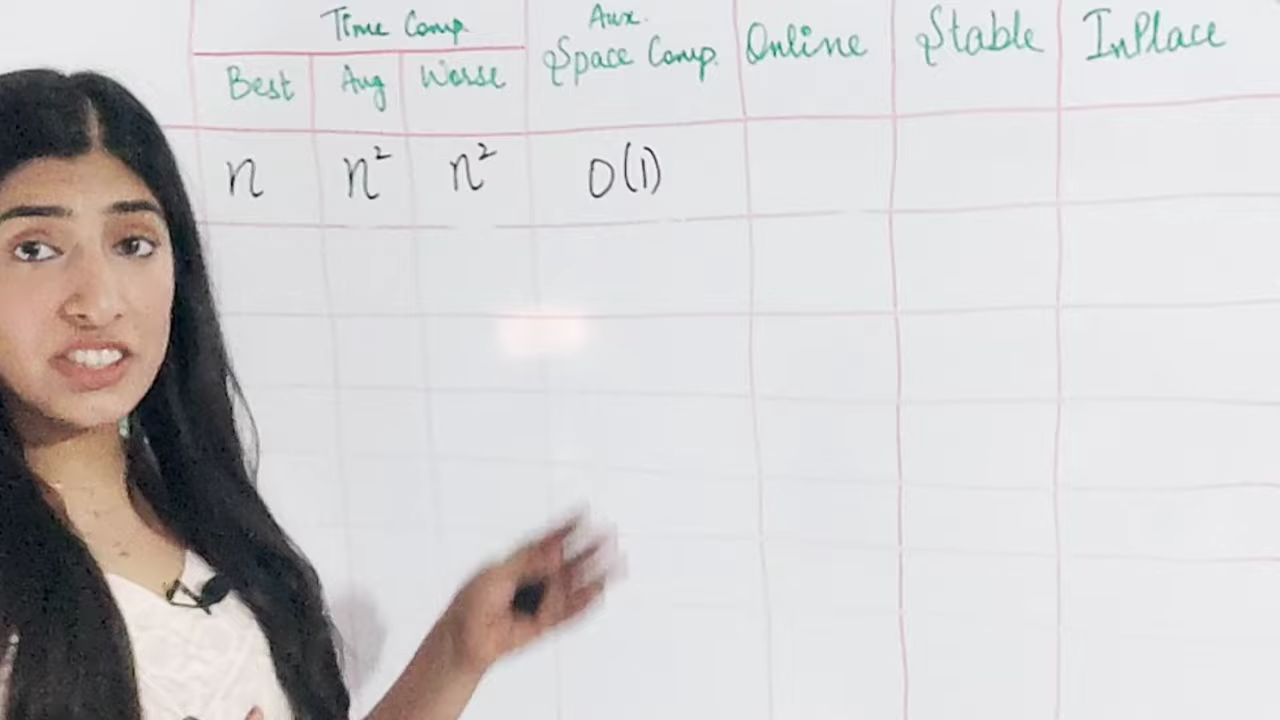 Time Comp. Aux. Space Comp. Online Stable InPlace
Best Avg Worse
n n² n² O(1)